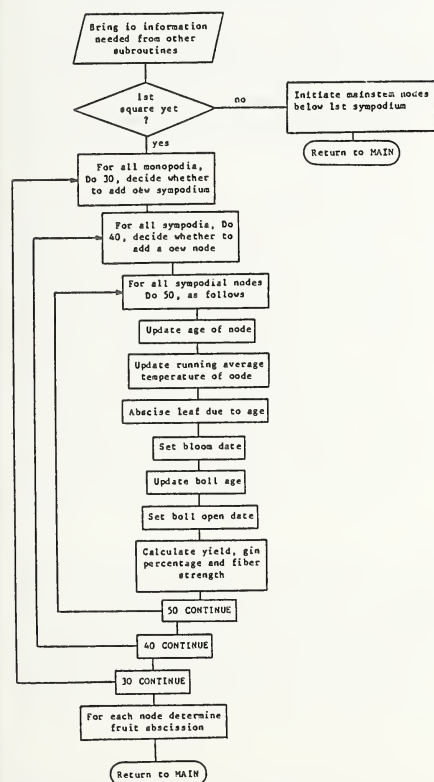 Bring io information
needed from other
subroutines
1st
square yet
?
no
Initiate mainstem nodes
below 1st sympodium
Return to MAIN
yes
For all monopodia,
Do 30, decide whether
to add oew sympodium
For all sympodia, Do
40, decide whether to
add a oew node
For all sympodial nodes
Do 50, as follows
Update age of node
Update running average
temperature of oode
Abscise leaf due to age
Set bloom date
Update boll age
Set boll open date
Calculate yield, gin
percentage and fiber
strength
50 CONTINUE
40 CONTINUE
30 CONTINUE
For each node determine
fruit abscission
Return to MAIN